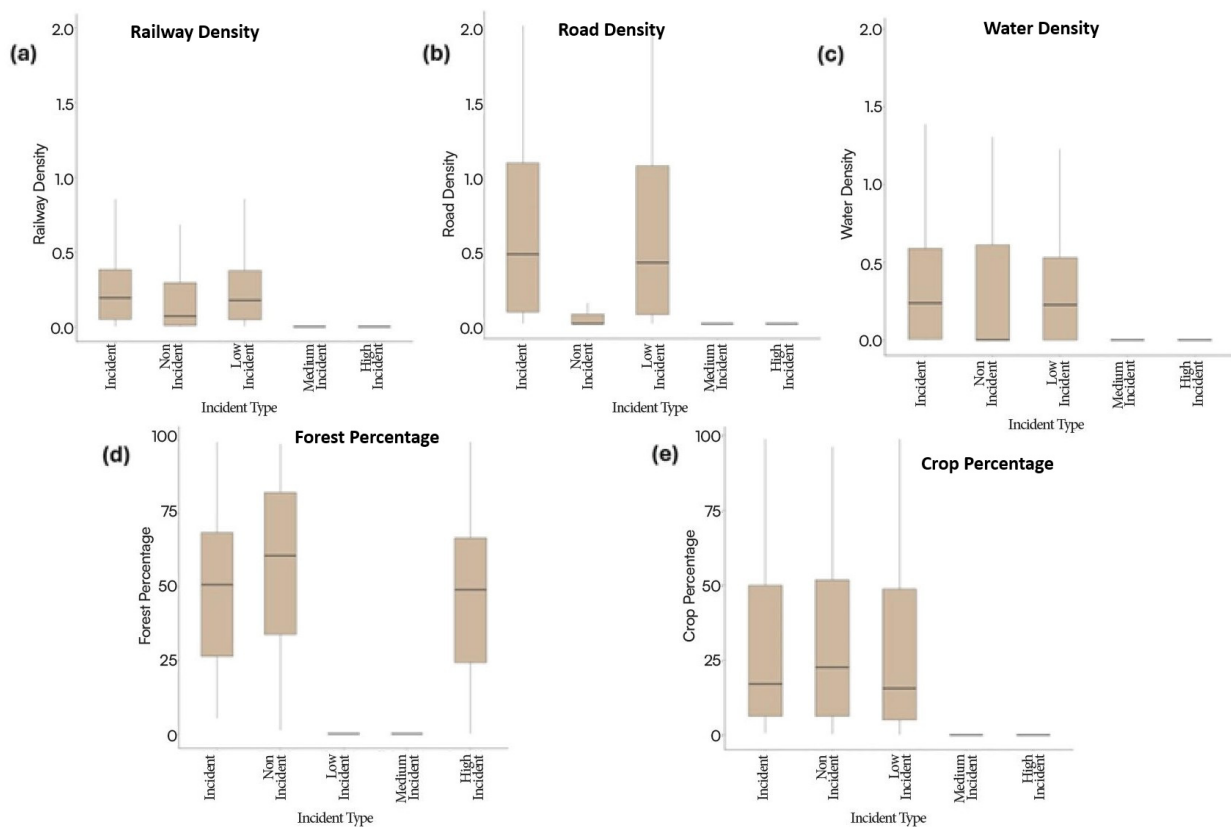 Railway Density
(a)
2.0
1.5
1.0
0.5
0.0
Railway Density
Incident
Non
Incident
Low
Incident
Medium
Incident
High
Incident
Incident Type
Road Density
(b)
2.0
1.5
1.0
0.5
0.0
Road Density
Incident
Non
Incident
Low
Incident
Medium
Incident
High
Incident
Incident Type
Water Density
(c)
2.0
1.5
1.0
0.5
0.0
Water Density
Incident
Non
Incident
Low
Incident
Medium
Incident
High
Incident
Incident Type
Forest Percentage
(d)
100
75
50
25
0
Forest Percentage
Incident
Non
Incident
Low
Incident
Medium
Incident
High
Incident
Incident Type
Crop Percentage
(e)
100
75
50
25
0
Crop Percentage
Incident
Non
Incident
Low
Incident
Medium
Incident
High
Incident
Incident Type